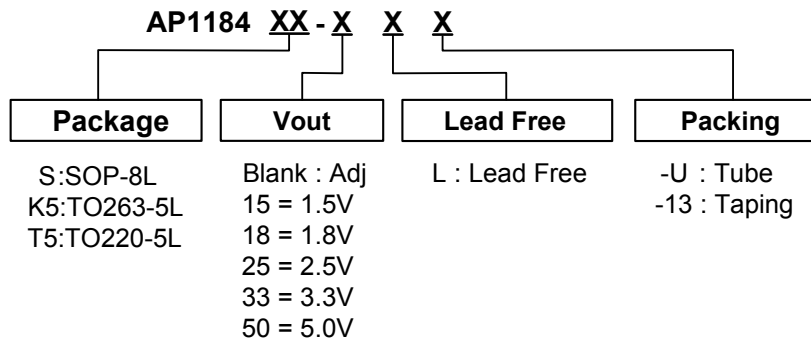 AP1184 XX - X X X
Package Vout Lead Free Packing
S:SOP-8L Blank : Adj L : Lead Free -U : Tube
K5:TO263-5L 15 = 1.5V -13 : Taping
T5:TO220-5L 18 = 1.8V
25 = 2.5V
33 = 3.3V
50 = 5.0V